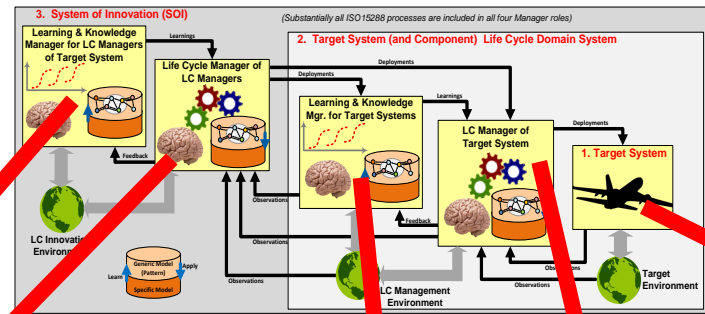 3. System of Innovation (SOI)
(Substantially all ISO15288 processes are included in all four Manager roles)
Learning & Knowledge
Manager for LC Managers
of Target System
Learnings
Life Cycle Manager of
LC Managers
2. Target System (and Component) Life Cycle Domain System
Deployments
Deployments
Learning & Knowledge
Mgr. for Target Systems
Learnings
LC Manager of
Target System
Deployments
1. Target System
Feedback
Observations
Feedback
Observations
Observations
Observations
LC
Environment
Generic Model
(Pattern)
Learn
Apply
Specific Model
Observations
LC Management
Environment
Target
Environment